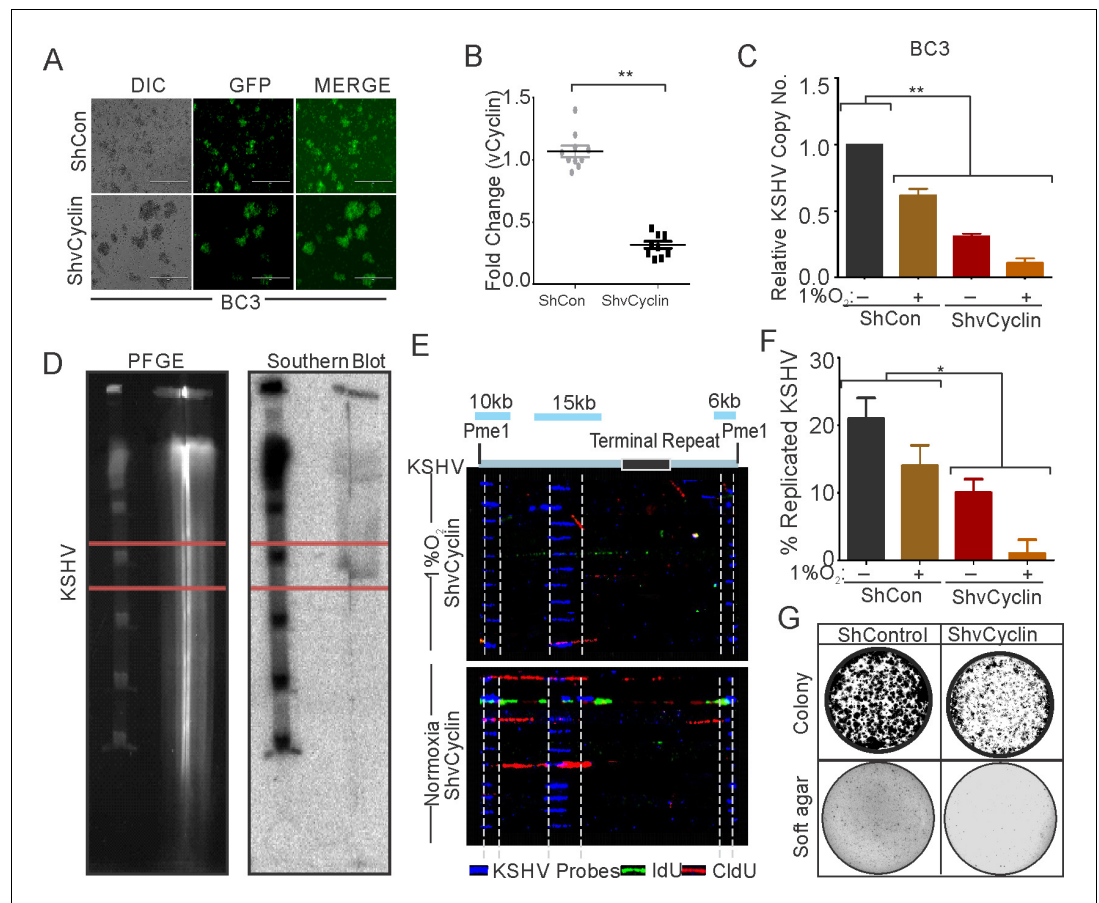 A
DIC GFP MERGE
ShCon
ShvCyclin
BC3
B
**
Fold Change (vCyclin)
1.5
1.0
0.5
0.0
ShCon ShvCyclin
C
BC3
**
Relative KSHV Copy No.
1.5
1.0
0.5
0.0
1%O2: − + − +
ShCon ShvCyclin
D
PFGE Southern Blot
KSHV
E
10kb 15kb 6kb
Pme1 Terminal Repeat Pme1
KSHV
1%O2
ShvCyclin
Normoxia
ShvCyclin
KSHV Probes IdU CldU
F
*
% Replicated KSHV
30
20
10
0
1%O2: − + − +
ShCon ShvCyclin
G
ShControl ShvCyclin
Colony
Soft agar